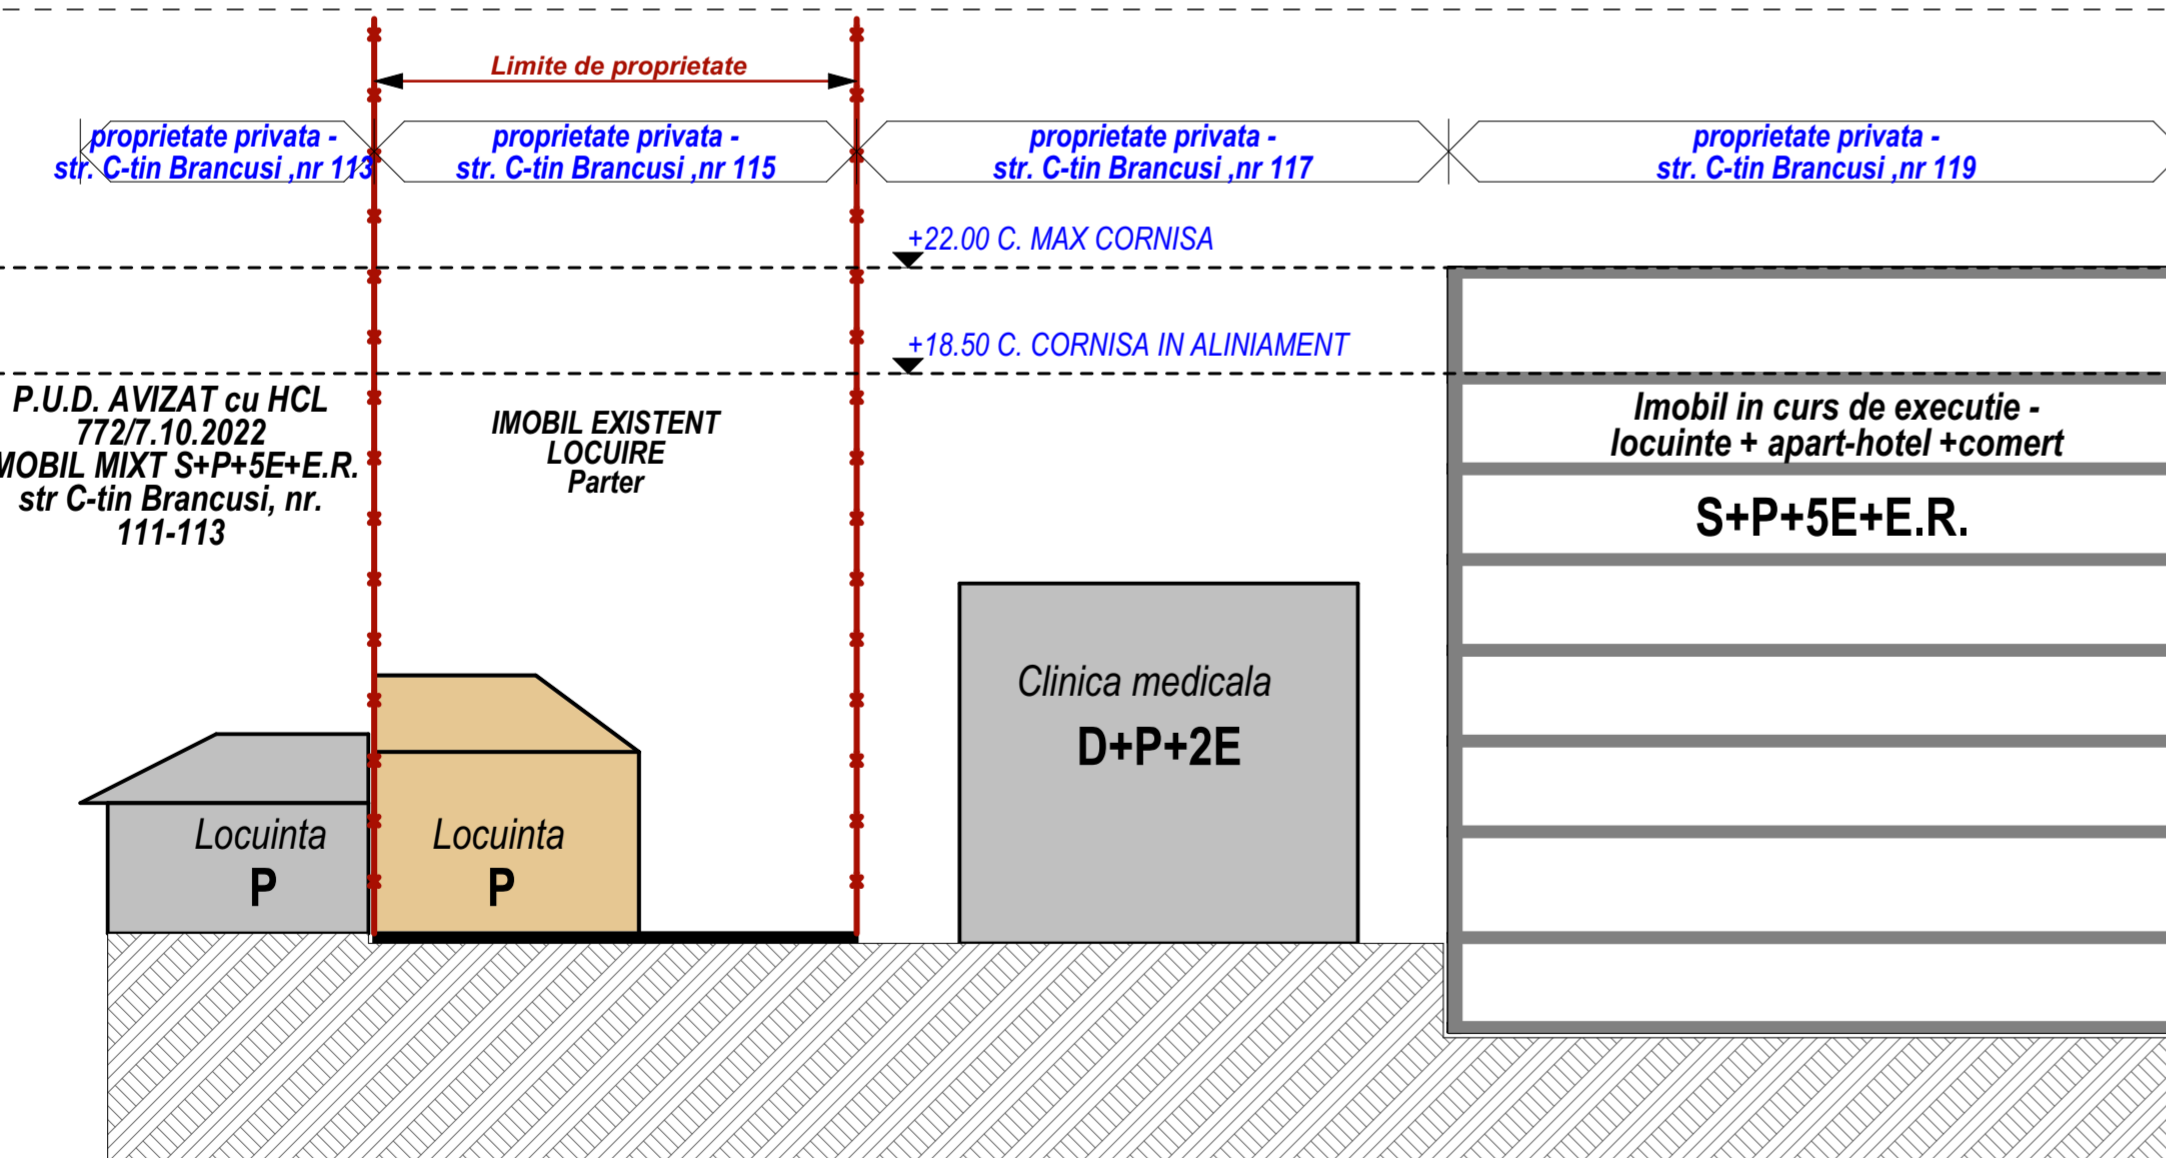 Limite de proprietate
proprietate privata -
str. C-tin Brancusi ,nr 113
proprietate privata -
str. C-tin Brancusi ,nr 115
proprietate privata -
str. C-tin Brancusi ,nr 117
proprietate privata -
str. C-tin Brancusi ,nr 119
+22.00 C. MAX CORNISA
+18.50 C. CORNISA IN ALINIAMENT
P.U.D. AVIZAT cu HCL
772/7.10.2022
MOBIL MIXT S+P+5E+E.R.
str C-tin Brancusi, nr.
111-113
IMOBIL EXISTENT
LOCUIRE
Parter
Imobil in curs de executie -
locuinte + apart-hotel +comert
S+P+5E+E.R.
Clinica medicala
D+P+2E
Locuinta
P
Locuinta
P